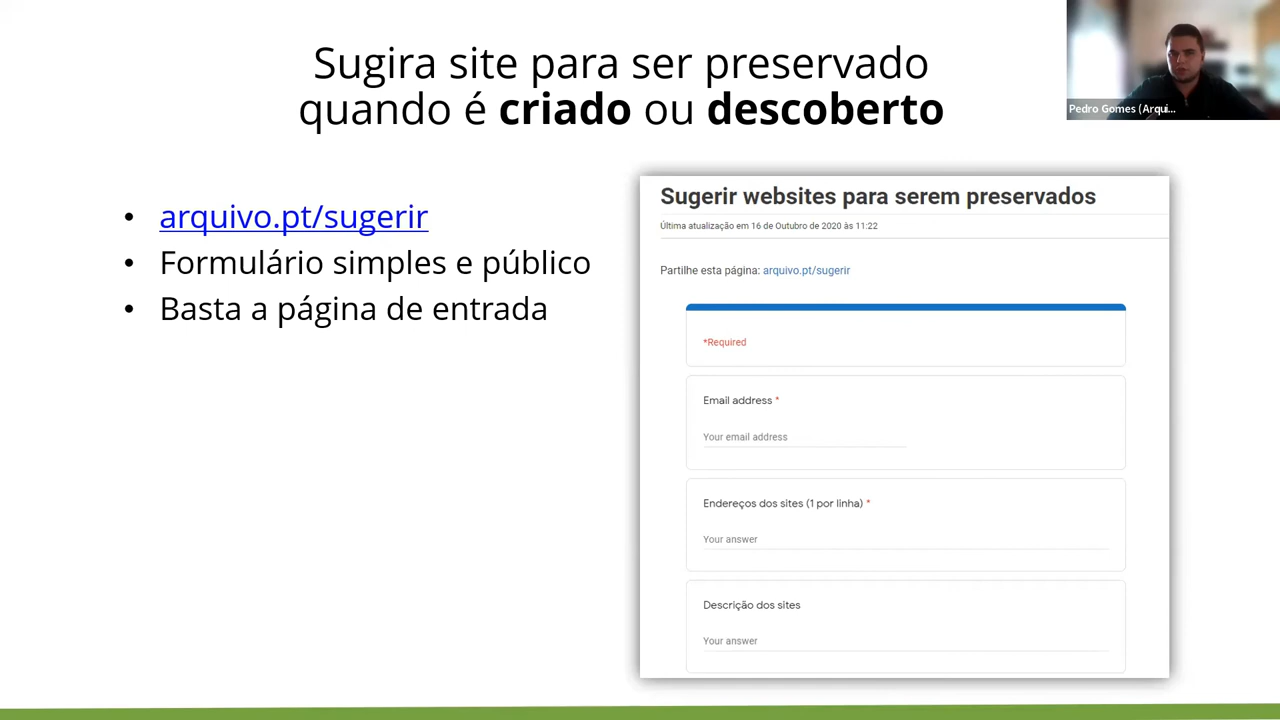 Sugira site para ser preservado
quando é criado ou descoberto
Pedro Gomes (Arqui...
• arquivo.pt/sugerir
• Formulário simples e público
• Basta a página de entrada
Sugerir websites para serem preservados
Última atualização em 16 de Outubro de 2020 às 11:22
Partilhe esta página: arquivo.pt/sugerir
*Required
Email address *
Your email address
Endereços dos sites (1 por linha) *
Your answer
Descrição dos sites
Your answer